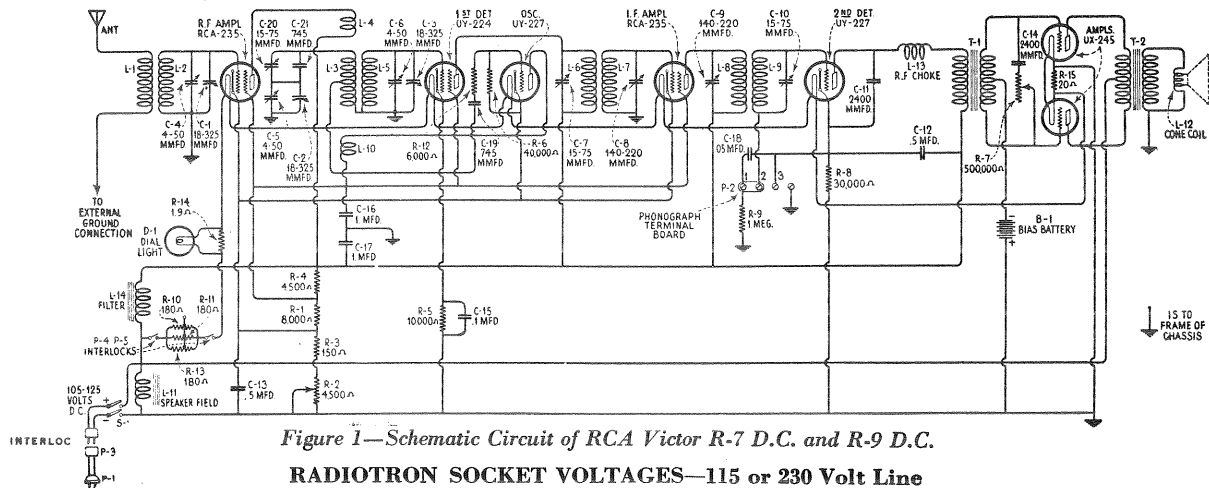 ANT
R.F. AMPL.
RCA-235
C-20
15-75
MMFD.
C-21
745
MMFD.
L-4
C-6
4-50
MMFD.
C-3
18-325
MMFD.
1 ST DET.
UY-224
OSC.
UY-227
I.F. AMPL.
RCA-235
C-9
140-220
MMFD.
C-10
15-75
MMFD.
2ND DET.
UY-227
L-13
R.F CHOKE
T-1
C-14
2400
MMFD.
AMPLS.
UX-245
T-2
L-1
L-2
L-3
L-5
L-6
L-7
L-8
L-9
C-11
2400
MMFD.
R-15
20Ω
L-12
CONE COIL
C-4
4-50
MMFD.
C-1
18-325
MMFD.
C-5
4-50
MMFD.
C-2
18-325
MMFD.
L-10
R-12
6,000Ω
C-19
745
MMFD.
R-6
40,000Ω
C-7
15-75
MMFD.
C-8
140-220
MMFD.
C-18
.05 MFD.
C-12
.5 MFD.
R-7
500,000Ω
P-2
1
2
3
R-8
30,000Ω
TO
EXTERNAL
GROUND
CONNECTION
R-14
1.9Ω
D-1
DIAL
LIGHT
C-16
.1 MFD.
C-17
.1 MFD.
PHONOGRAPH
TERMINAL
BOARD
R-9
1 MEG.
B-1
BIAS BATTERY
L-14
FILTER
R-10
180Ω
R-11
180Ω
R-4
4,500Ω
R-1
8,000Ω
R-5
10,000Ω
C-15
.1 MFD
IS TO
FRAME OF
CHASSIS
P-4 P-5
INTERLOCKS
R-13
180Ω
R-3
150Ω
R-2
4,500Ω
105-125
VOLTS
D.C.
L-11
SPEAKER FIELD
C-13
.5 MFD.
S-
INTERLOC
P-3
P-1
Figure 1—Schematic Circuit of RCA Victor R-7 D.C. and R-9 D.C.
RADIOTRON SOCKET VOLTAGES—115 or 230 Volt Line